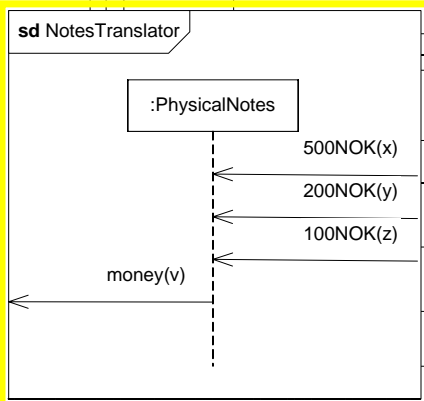 sd NotesTranslator
:PhysicalNotes
500NOK(x)
200NOK(y)
100NOK(z)
money(v)